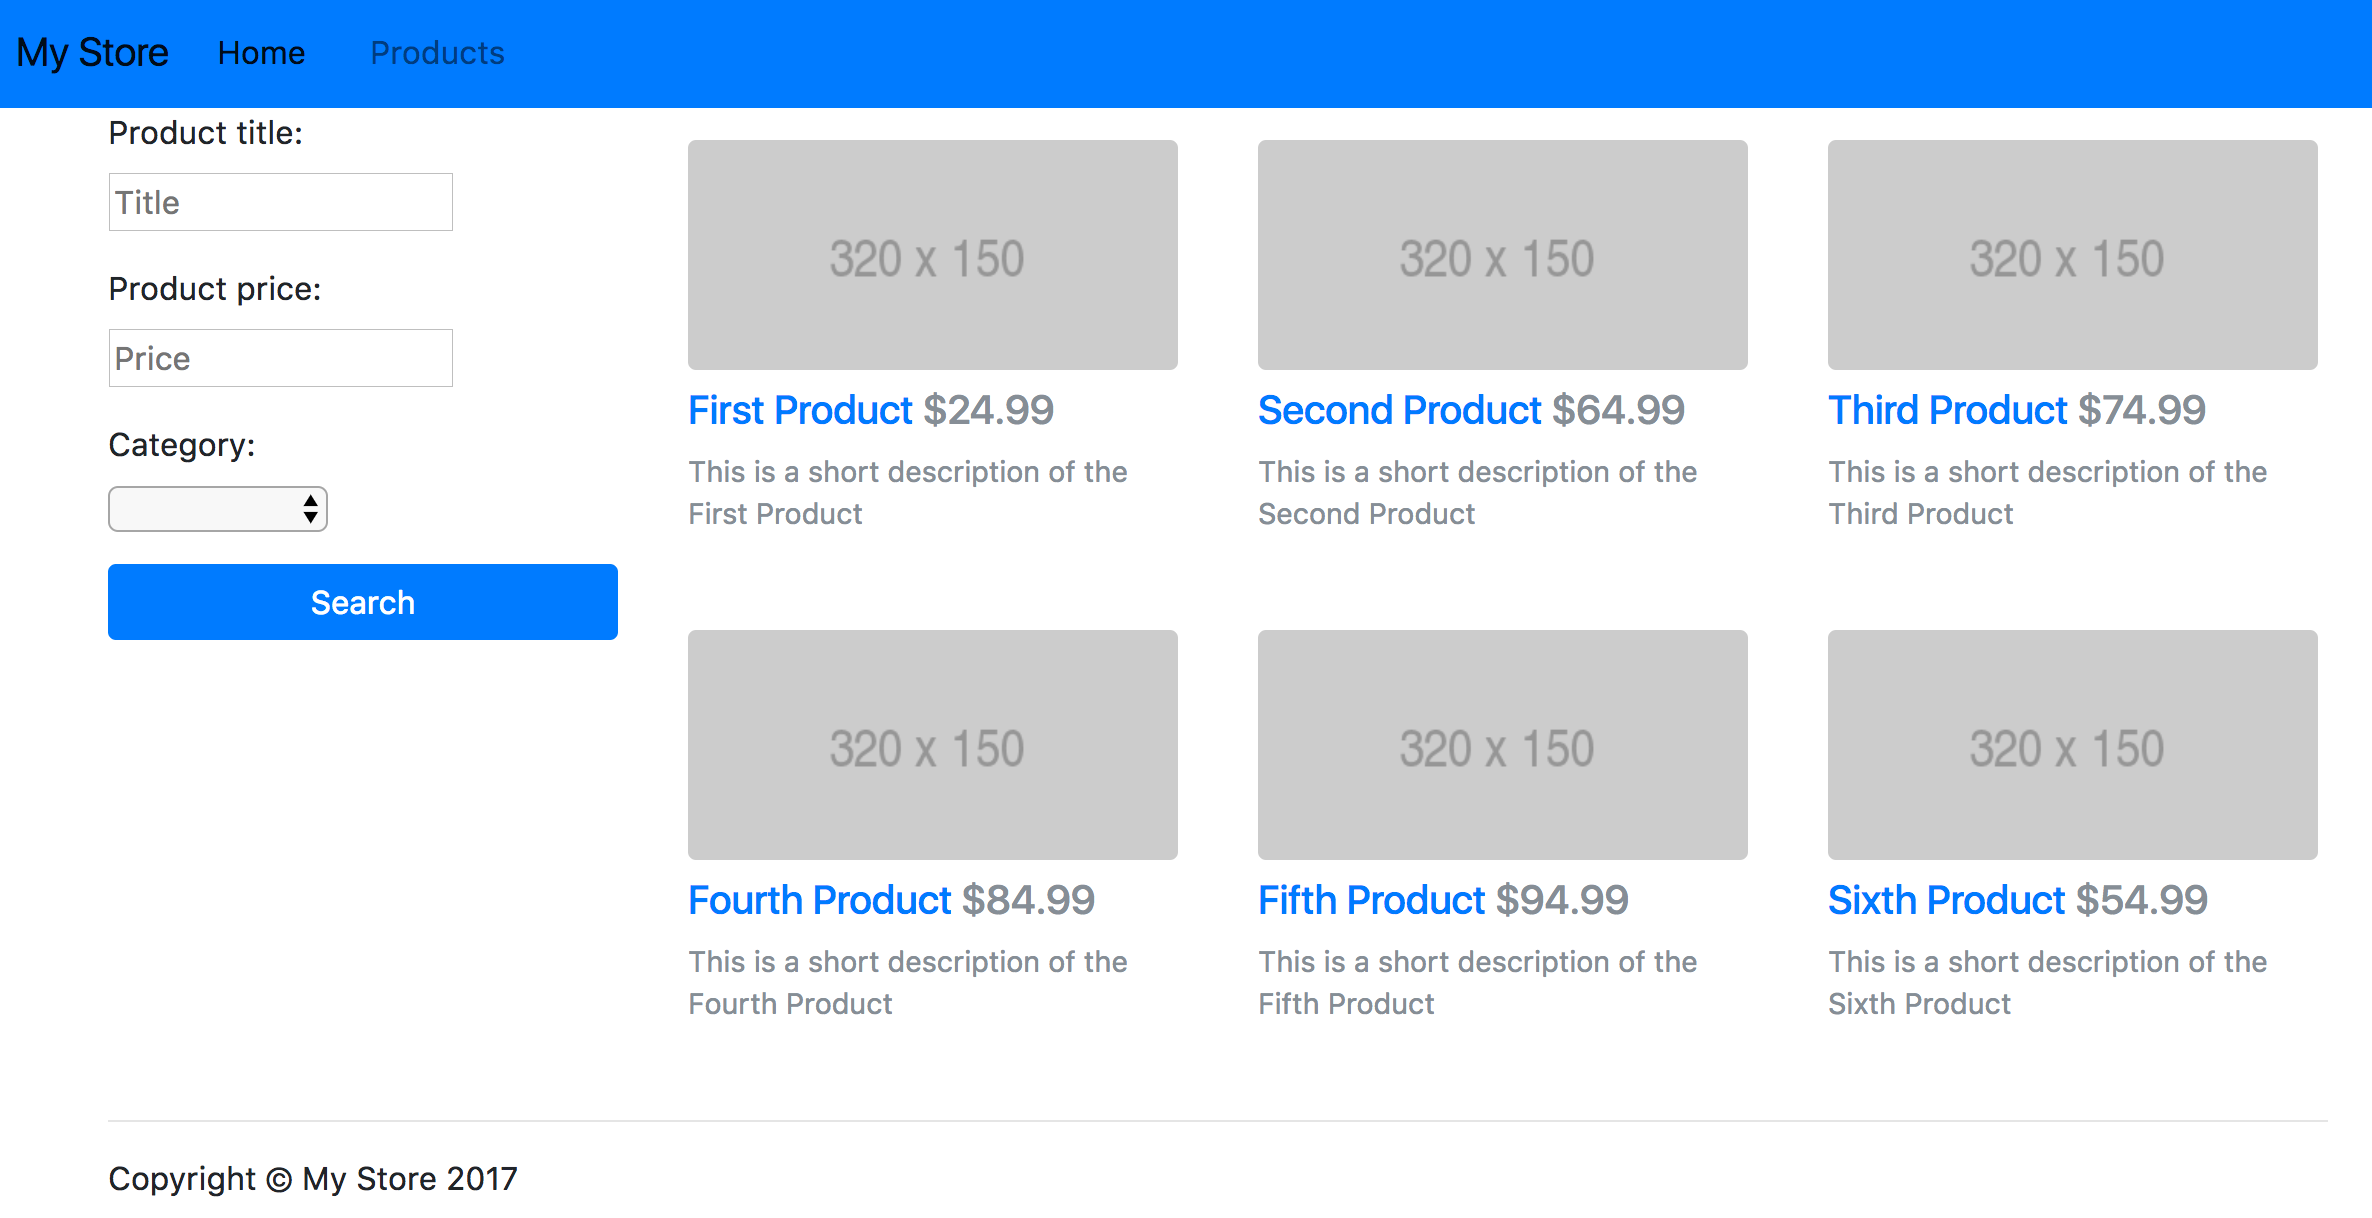 My Store Home Products
Product title:
Title
Product price:
Price
Category:
Search
320 x 150
First Product $24.99
This is a short description of the
First Product
320 x 150
Second Product $64.99
This is a short description of the
Second Product
320 x 150
Third Product $74.99
This is a short description of the
Third Product
320 x 150
Fourth Product $84.99
This is a short description of the
Fourth Product
320 x 150
Fifth Product $94.99
This is a short description of the
Fifth Product
320 x 150
Sixth Product $54.99
This is a short description of the
Sixth Product
Copyright © My Store 2017